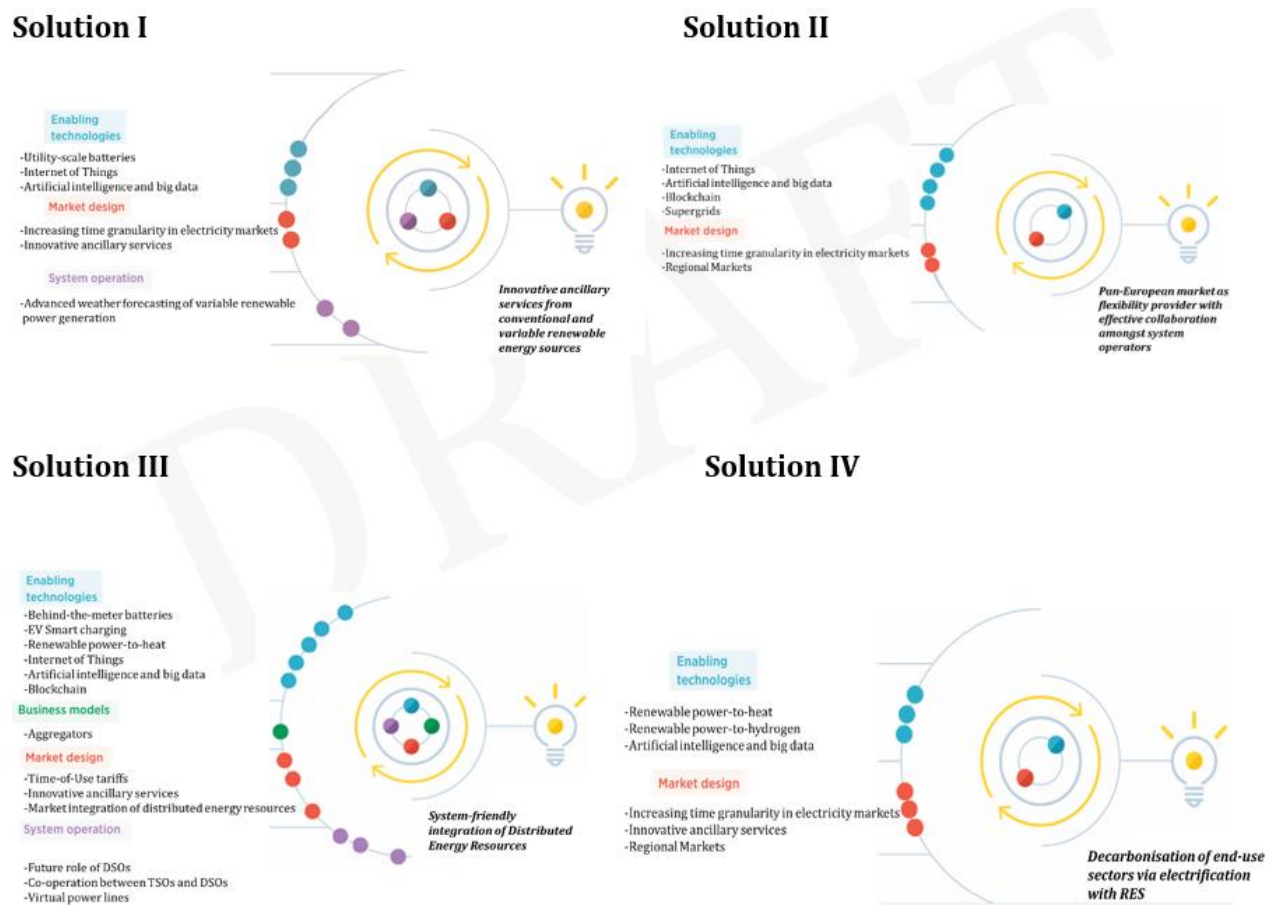 Solution I
Enabling
technologies
-Utility-scale batteries
-Internet of Things
-Artificial intelligence and big data
Market design
-Increasing time granularity in electricity markets
-Innovative ancillary services
System operation
-Advanced weather forecasting of variable renewable
power generation
Innovative ancillary
services from
conventional and
variable renewable
energy sources
Solution II
Enabling
technologies
-Internet of Things
-Artificial intelligence and big data
-Blockchain
-Supergrids
Market design
-Increasing time granularity in electricity markets
-Regional Markets
Pan-European market as
flexibility provider with
effective collaboration
amongst system
operators
DRAFT
Solution III
Enabling
technologies
-Behind-the-meter batteries
-EV Smart charging
-Renewable power-to-heat
-Internet of Things
-Artificial intelligence and big data
-Blockchain
Business models
-Aggregators
Market design
-Time-of-Use tariffs
-Innovative ancillary services
-Market integration of distributed energy resources
System operation
-Future role of DSOs
-Co-operation between TSOs and DSOs
-Virtual power lines
System-friendly
integration of Distributed
Energy Resources
Solution IV
Enabling
technologies
-Renewable power-to-heat
-Renewable power-to-hydrogen
-Artificial intelligence and big data
Market design
-Increasing time granularity in electricity markets
-Innovative ancillary services
-Regional Markets
Decarbonisation of end-use
sectors via electrification
with RES